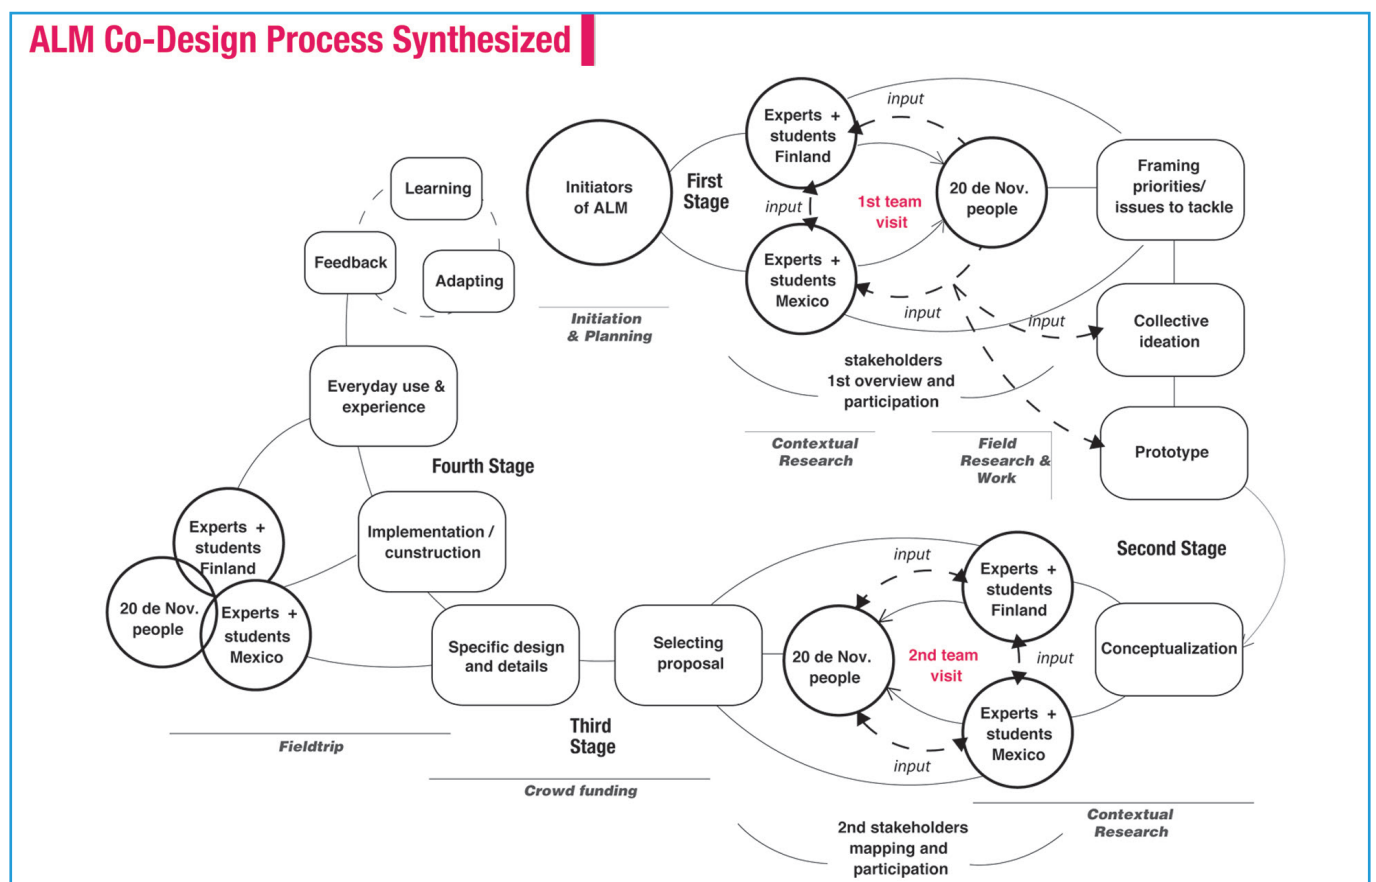 ALM Co-Design Process Synthesized
Initiators
of ALM
First
Stage
Experts + 
students
Finland
input
input
Experts +
students
Mexico
1st team
visit
20 de Nov.
people
input
input
Framing
priorities/
issues to tackle
Collective
ideation
Prototype
Initiation
& Planning
stakeholders
1st overview and
participation
Contextual
Research
Field
Research &
Work
Learning
Feedback
Adapting
Everyday use &
experience
Fourth Stage
Implementation /
cunstruction
Experts +
students
Finland
20 de Nov.
people
Experts +
students
Mexico
Specific design
and details
Selecting
proposal
Third
Stage
Fieldtrip
Crowd funding
Second Stage
Conceptualization
Experts +
students
Finland
input
input
2nd team
visit
20 de Nov.
people
Experts +
students
Mexico
input
2nd stakeholders
mapping and
participation
Contextual
Research